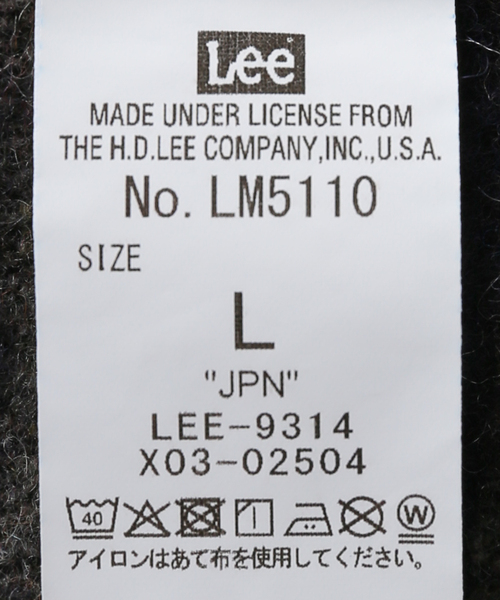 Lee
MADE UNDER LICENSE FROM
THE H.D.LEE COMPANY,INC.,U.S.A.
No. LM5110
SIZE
L
"JPN"
LEE-9314
X03-02504
40 W
アイロンはあて布を使用してください。